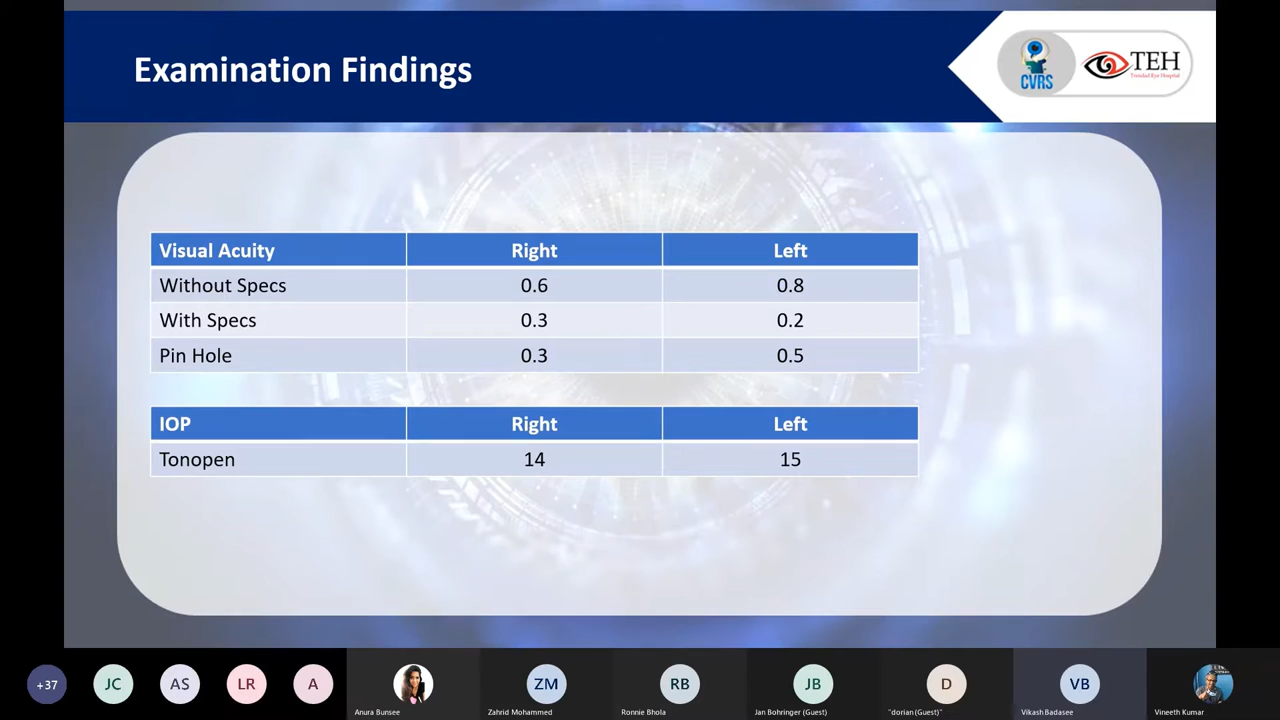 Examination Findings
CVRS
TEH
Trinidad Eye Hospital
Visual Acuity Right Left
Without Specs 0.6 0.8
With Specs 0.3 0.2
Pin Hole 0.3 0.5
IOP Right Left
Tonopen 14 15
+37 JC AS LR A ZM RB JB D VB
Anura Bunsee Zahrid Mohammed Ronnie Bhola Jan Bohringer (Guest) "dorian (Guest)" Vikash Badasee Vineeth Kumar